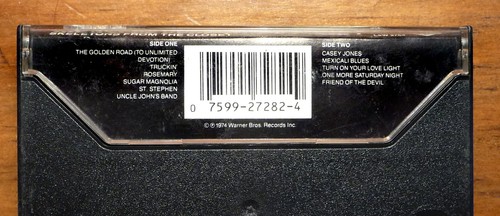 SKELETONS FROM THE CLOSET
SIDE ONE
THE GOLDEN ROAD (TO UNLIMITED
DEVOTION)
TRUCKIN'
ROSEMARY
SUGAR MAGNOLIA
ST. STEPHEN
UNCLE JOHN'S BAND
SIDE TWO
CASEY JONES
MEXICALI BLUES
TURN ON YOUR LOVE LIGHT
ONE MORE SATURDAY NIGHT
FRIEND OF THE DEVIL
0 7599-27282-4
© ℗ 1974 Warner Bros. Records Inc.